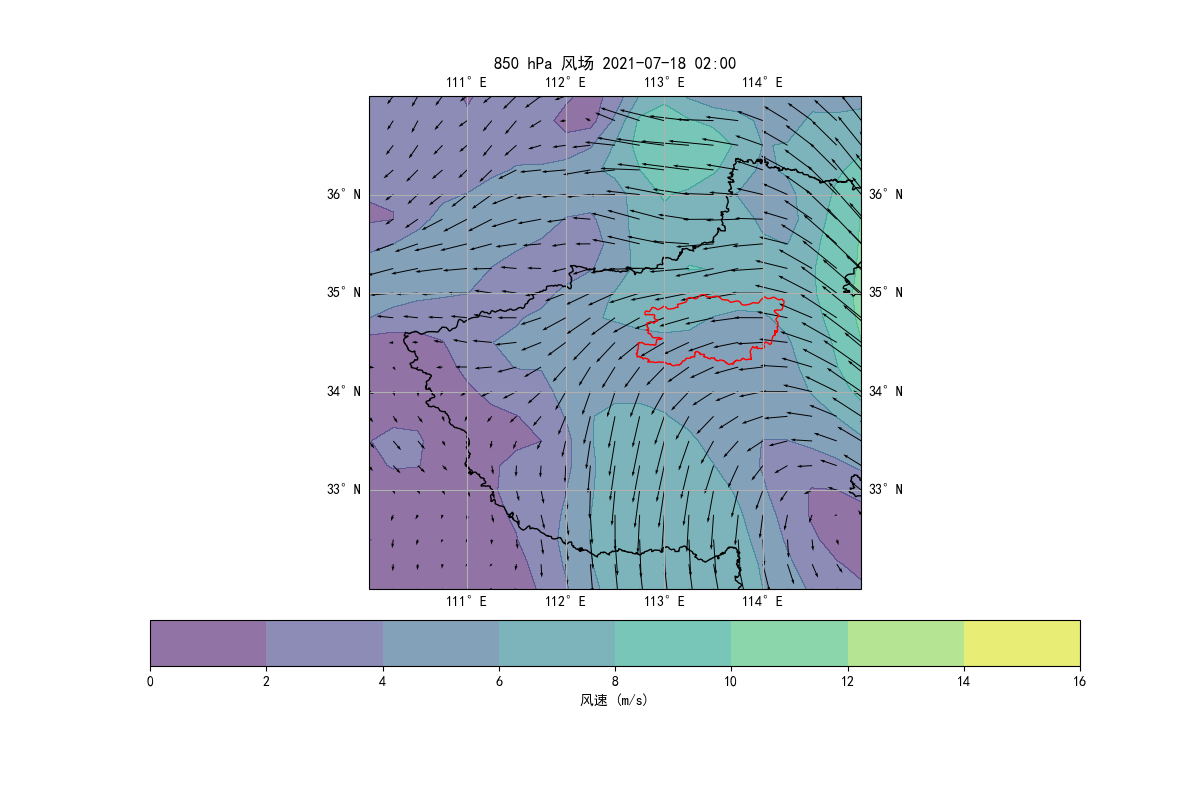 850 hPa 风场 2021-07-18 02:00
111° E 112° E 113° E 114° E
36° N 36° N
35° N 35° N
34° N 34° N
33° N 33° N
111° E 112° E 113° E 114° E
0 2 4 6 8 10 12 14 16
风速 (m/s)